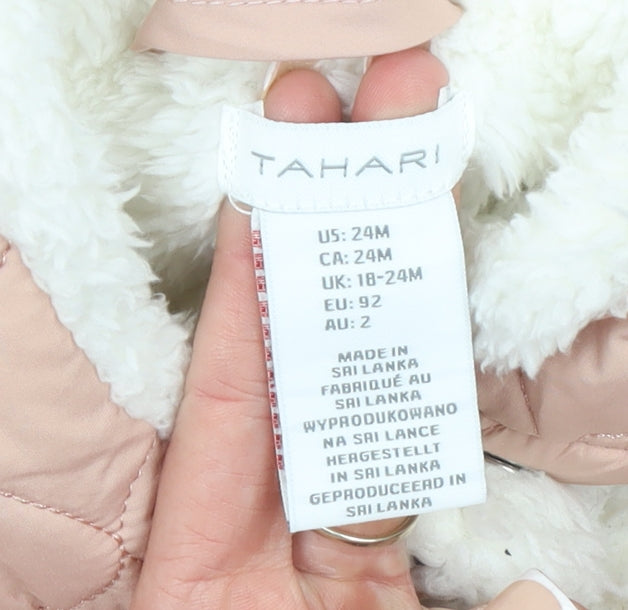 TAHARI
US: 24M
CA: 24M
UK: 18-24M
EU: 92
AU: 2
MADE IN
SRI LANKA
FABRIQUÉ AU
SRI LANKA
WYPRODUKOWANO
NA SRI LANCE
HERGESTELLT
IN SRI LANKA
GEPRODUCEERD IN
SRI LANKA